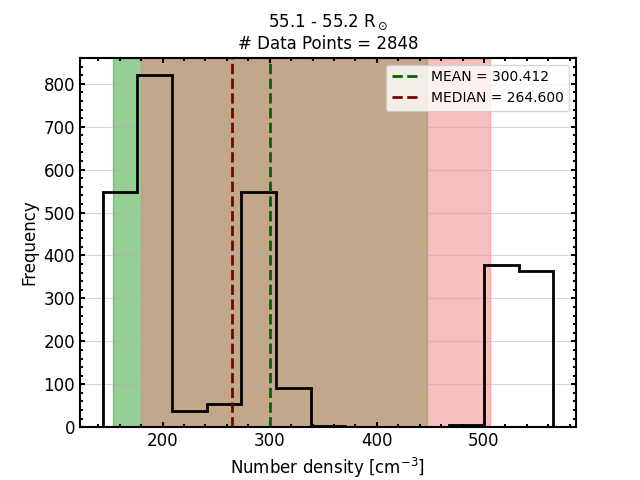 55.1 - 55.2 R⊙
# Data Points = 2848
MEAN = 300.412
MEDIAN = 264.600
800
700
600
500
400
300
200
100
0
Frequency
200
300
400
500
Number density [cm⁻³]